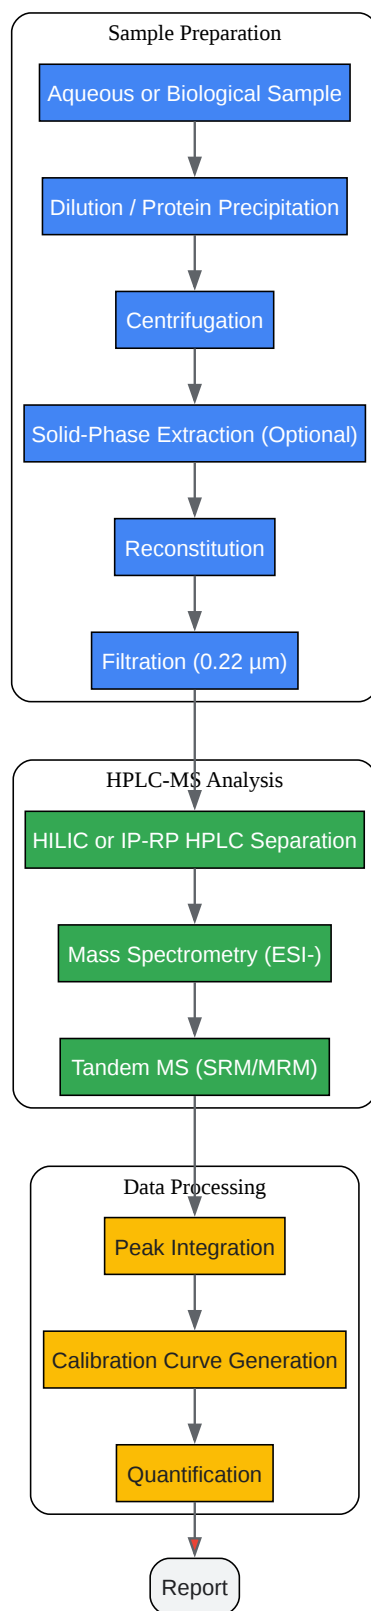 Sample Preparation
Aqueous or Biological Sample
Dilution / Protein Precipitation
Centrifugation
Solid-Phase Extraction (Optional)
Reconstitution
Filtration (0.22 µm)
HPLC-MS Analysis
HILIC or IP-RP HPLC Separation
Mass Spectrometry (ESI-)
Tandem MS (SRM/MRM)
Data Processing
Peak Integration
Calibration Curve Generation
Quantification
Report